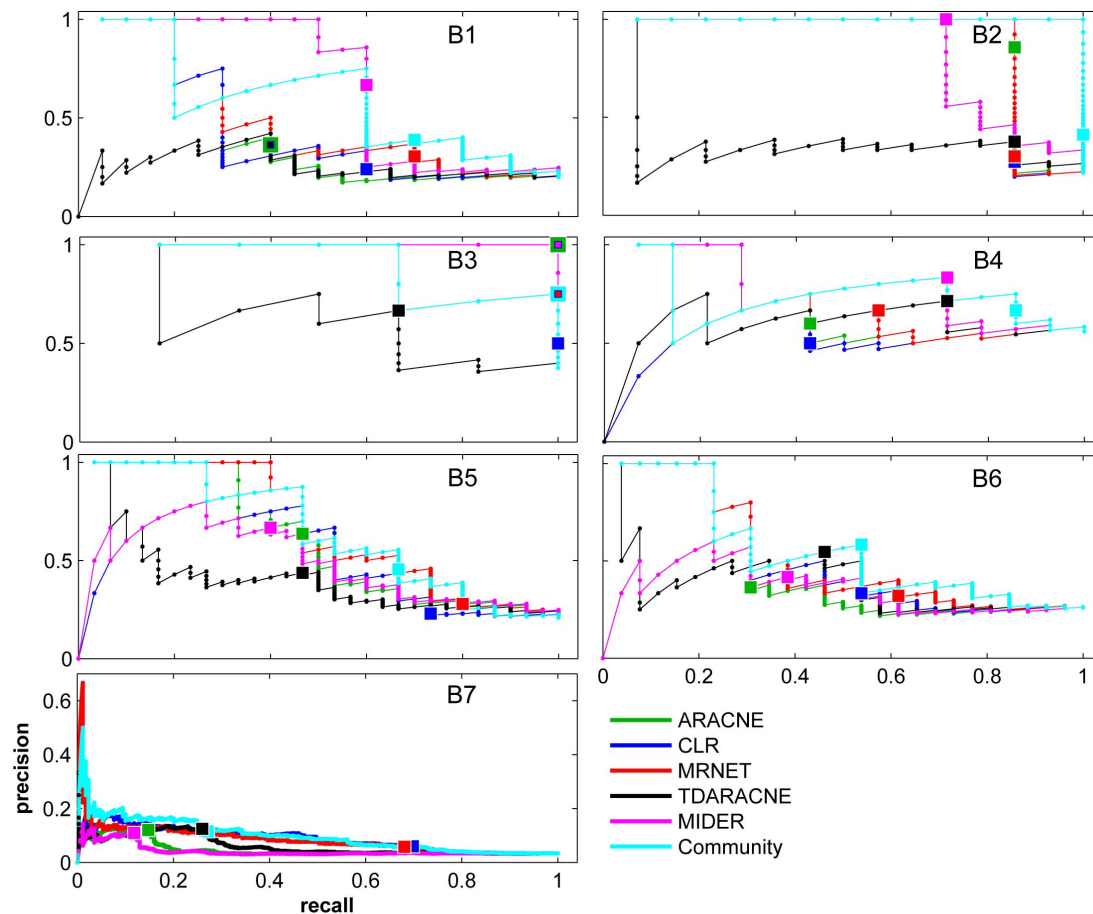 B1
1
0.5
0
B2
B3
1
0.5
0
B4
B5
1
0.5
0
B6
0 0.2 0.4 0.6 0.8 1
B7
0.6
0.4
0.2
0
precision
0 0.2 0.4 0.6 0.8 1
recall
ARACNE
CLR
MRNET
TDARACNE
MIDER
Community